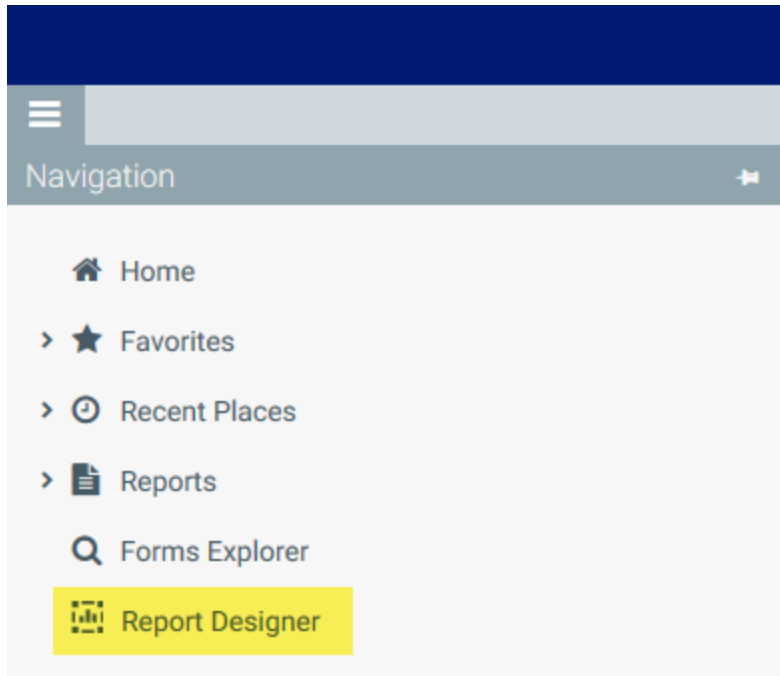 Navigation
Home
Favorites
Recent Places
Reports
Forms Explorer
Report Designer